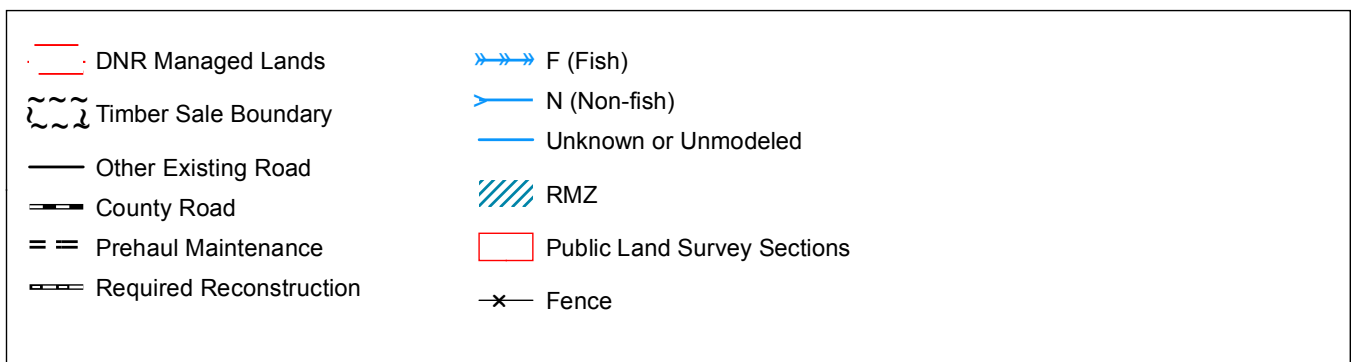 DNR Managed Lands
Timber Sale Boundary
Other Existing Road
County Road
Prehaul Maintenance
Required Reconstruction
F (Fish)
N (Non-fish)
Unknown or Unmodeled
RMZ
Public Land Survey Sections
Fence